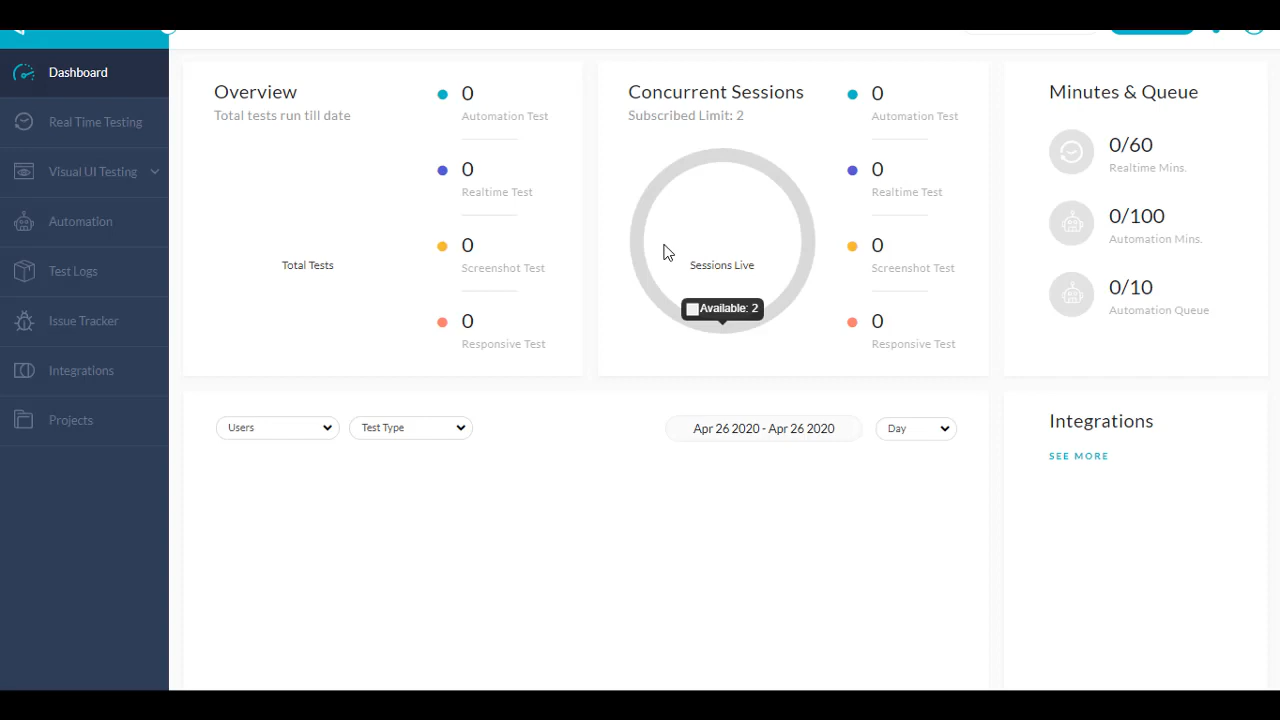 Dashboard
Real Time Testing
Visual UI Testing
Automation
Test Logs
Issue Tracker
Integrations
Projects
Overview
Total tests run till date
Total Tests
0
Automation Test
0
Realtime Test
0
Screenshot Test
0
Responsive Test
Concurrent Sessions
Subscribed Limit: 2
Sessions Live
Available: 2
0
Automation Test
0
Realtime Test
0
Screenshot Test
0
Responsive Test
Minutes & Queue
0/60
Realtime Mins.
0/100
Automation Mins.
0/10
Automation Queue
Users
Test Type
Apr 26 2020 - Apr 26 2020
Day
Integrations
SEE MORE